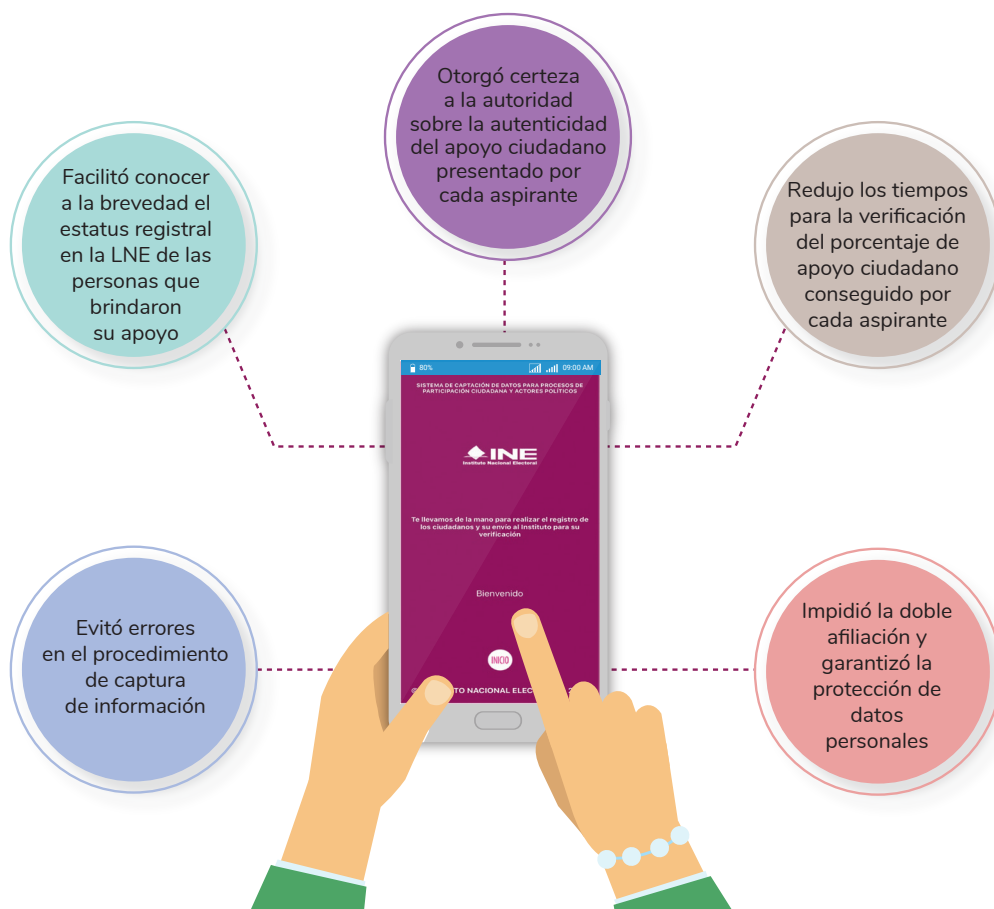 Otorgó certeza
a la autoridad
sobre la autenticidad
del apoyo ciudadano
presentado por
cada aspirante
Facilitó conocer
a la brevedad el
estatus registral
en la LNE de las
personas que
brindaron
su apoyo
Redujo los tiempos
para la verificación
del porcentaje de
apoyo ciudadano
conseguido por
cada aspirante
80%
09:00 AM
SISTEMA DE CAPTACIÓN DE DATOS PARA PROCESOS DE
PARTICIPACIÓN CIUDADANA Y ACTORES POLÍTICOS
INE
Instituto Nacional Electoral
Te llevamos de la mano para realizar el registro de
los ciudadanos y su envío al Instituto para su
verificación
Bienvenido
INICIO
NACIONAL
Evitó errores
en el procedimiento
de captura
de información
Impidió la doble
afiliación y
garantizó la
protección de
datos
personales